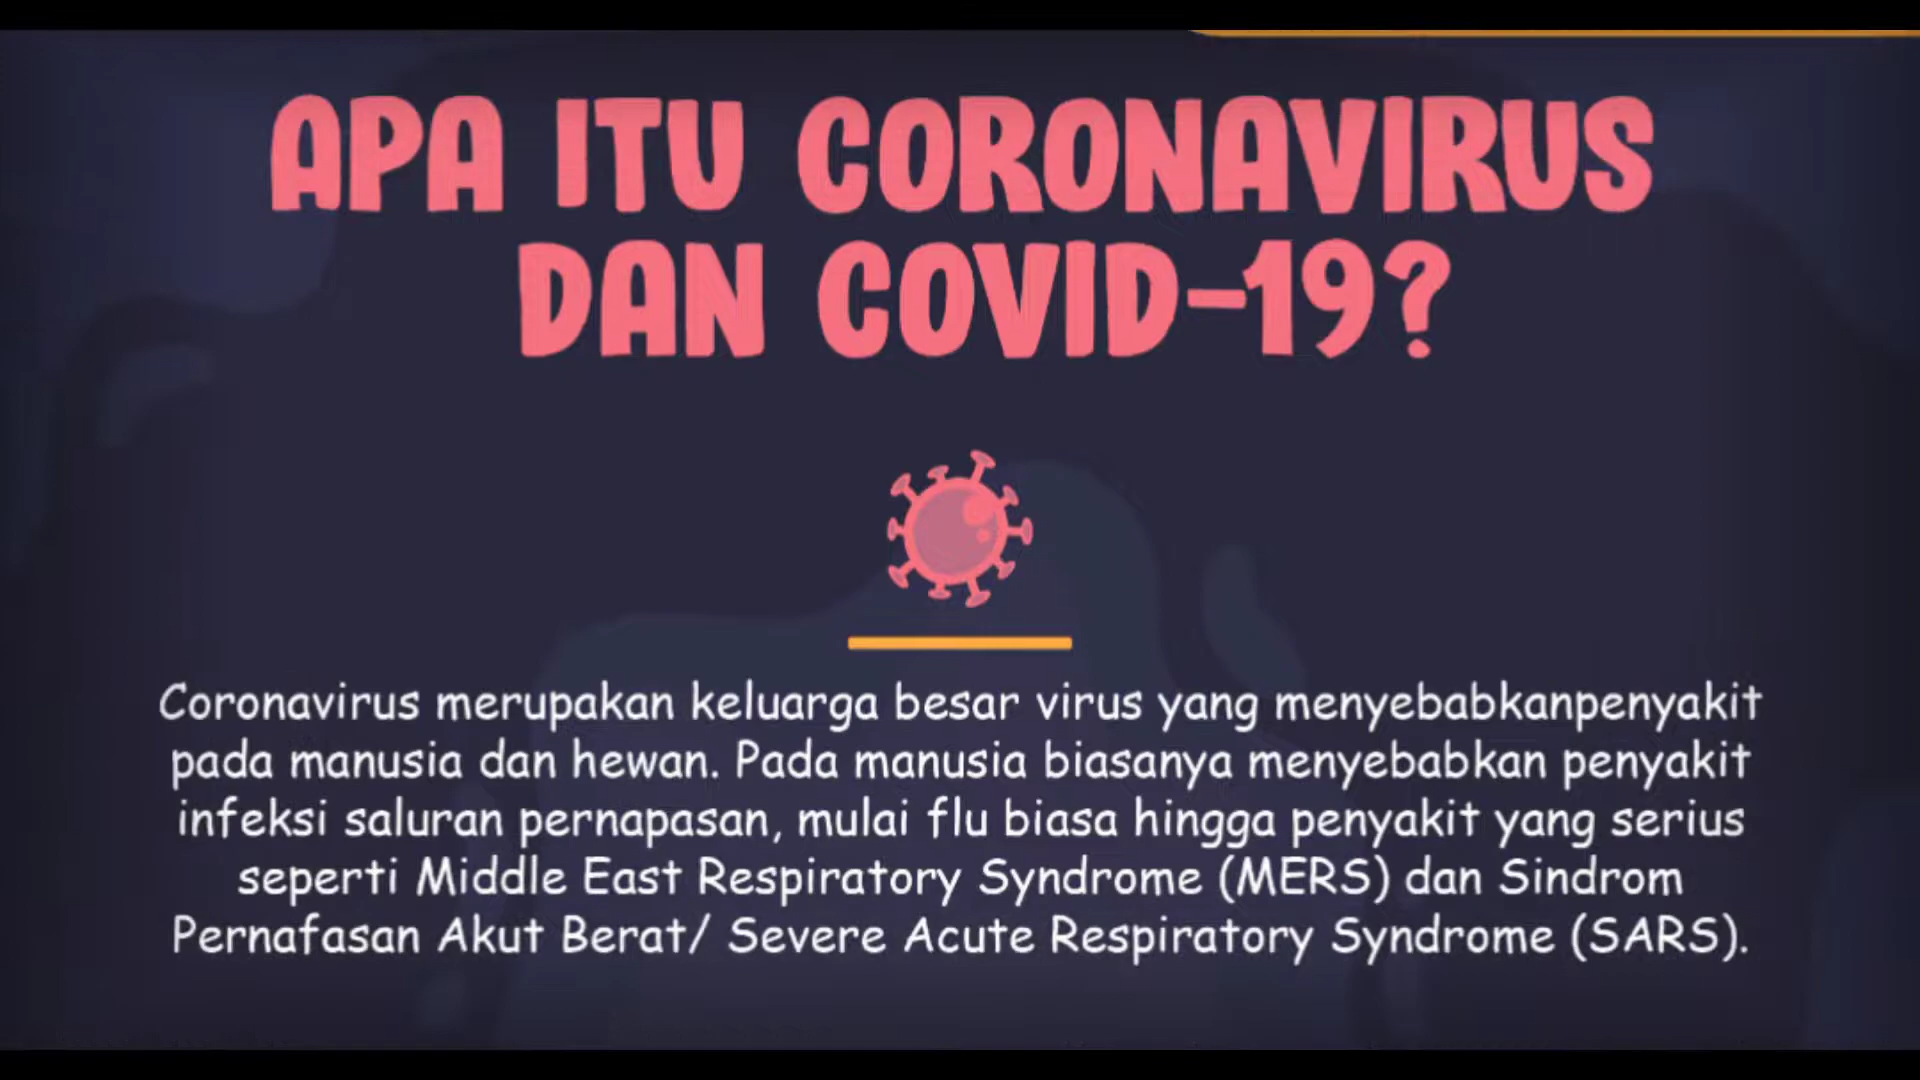 APA ITU CORONAVIRUS
DAN COVID-19?
Coronavirus merupakan keluarga besar virus yang menyebabkanpenyakit
pada manusia dan hewan. Pada manusia biasanya menyebabkan penyakit
infeksi saluran pernapasan, mulai flu biasa hingga penyakit yang serius
seperti Middle East Respiratory Syndrome (MERS) dan Sindrom
Pernafasan Akut Berat/ Severe Acute Respiratory Syndrome (SARS).